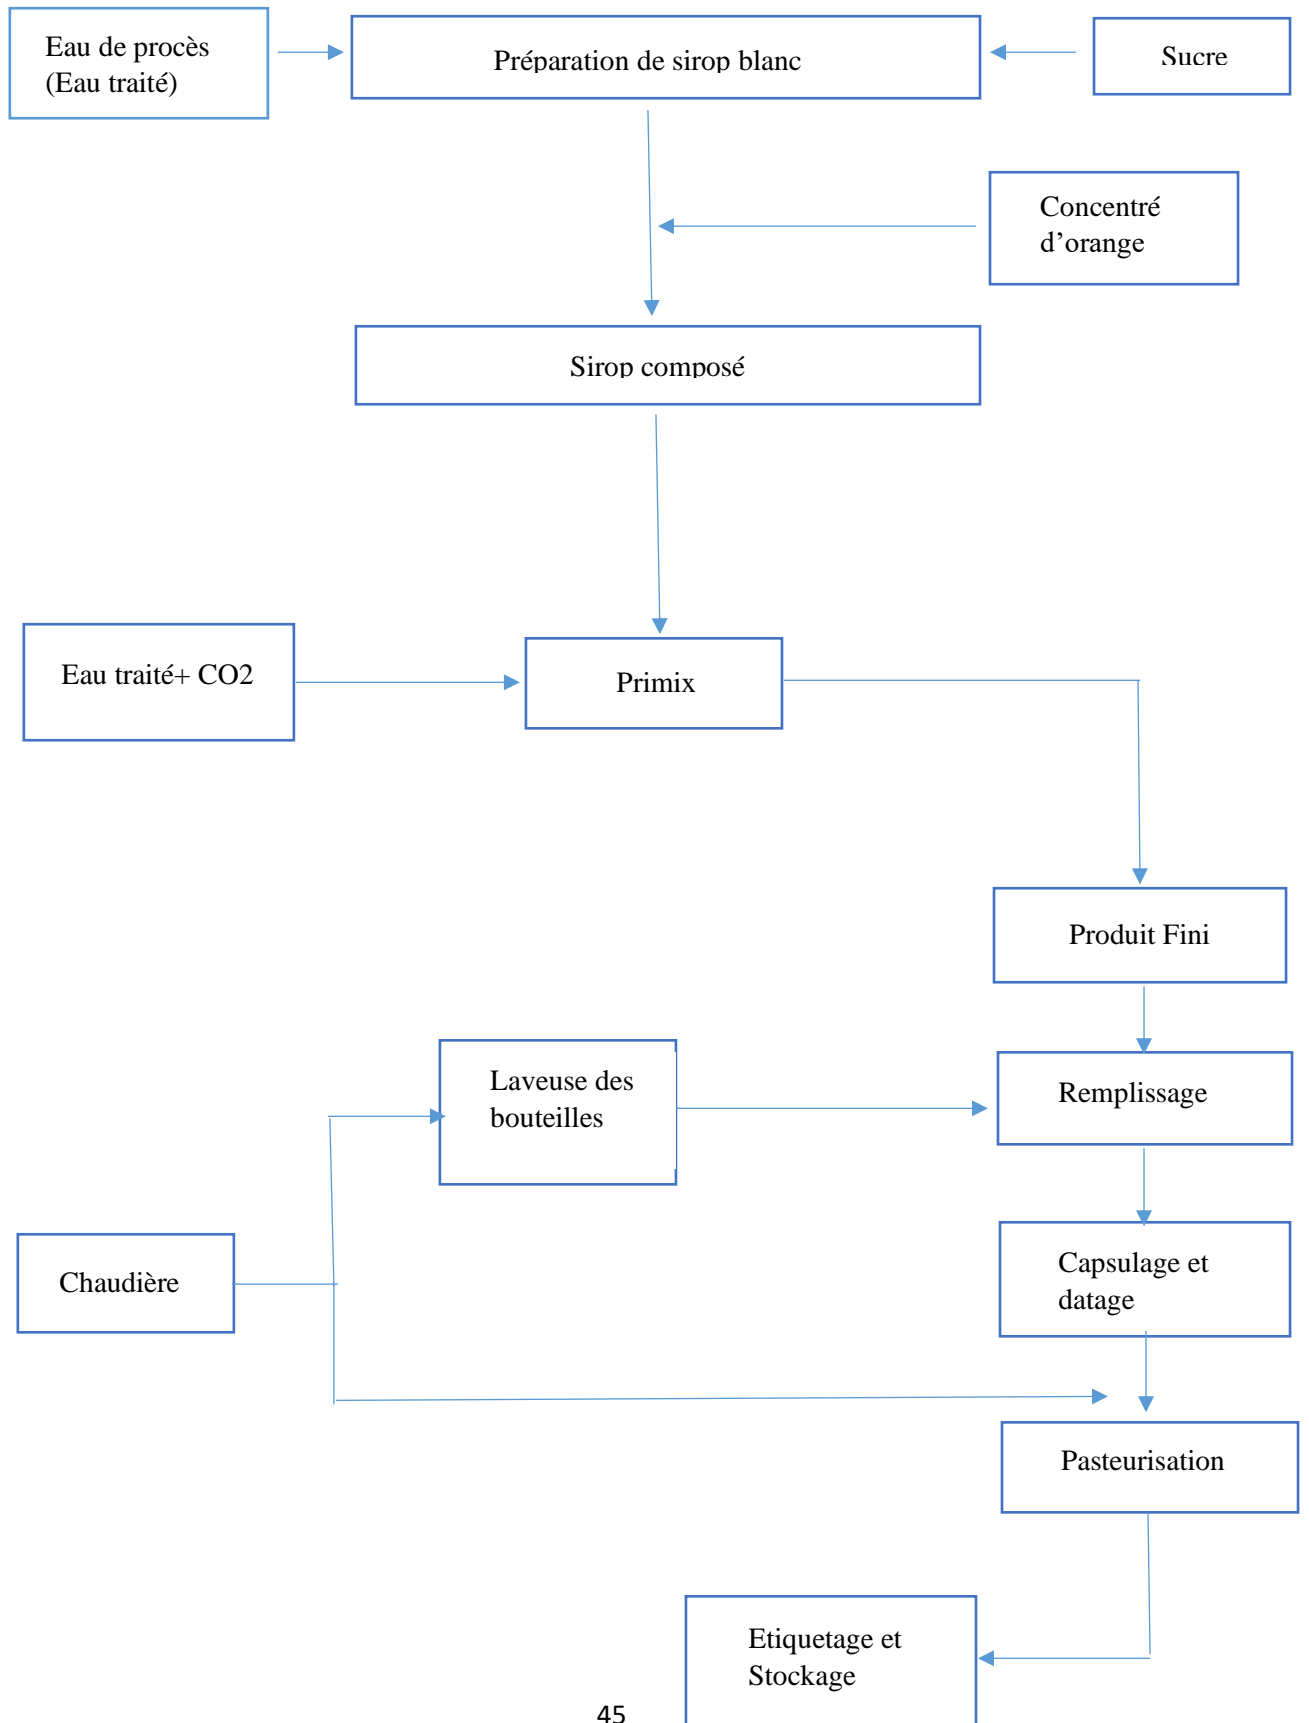 Eau de procès
(Eau traité)
Préparation de sirop blanc
Sucre
Concentré
d’orange
Sirop composé
Eau traité+ CO2
Primix
Produit Fini
Laveuse des
bouteilles
Remplissage
Chaudière
Capsulage et
datage
Pasteurisation
Etiquetage et
Stockage
45